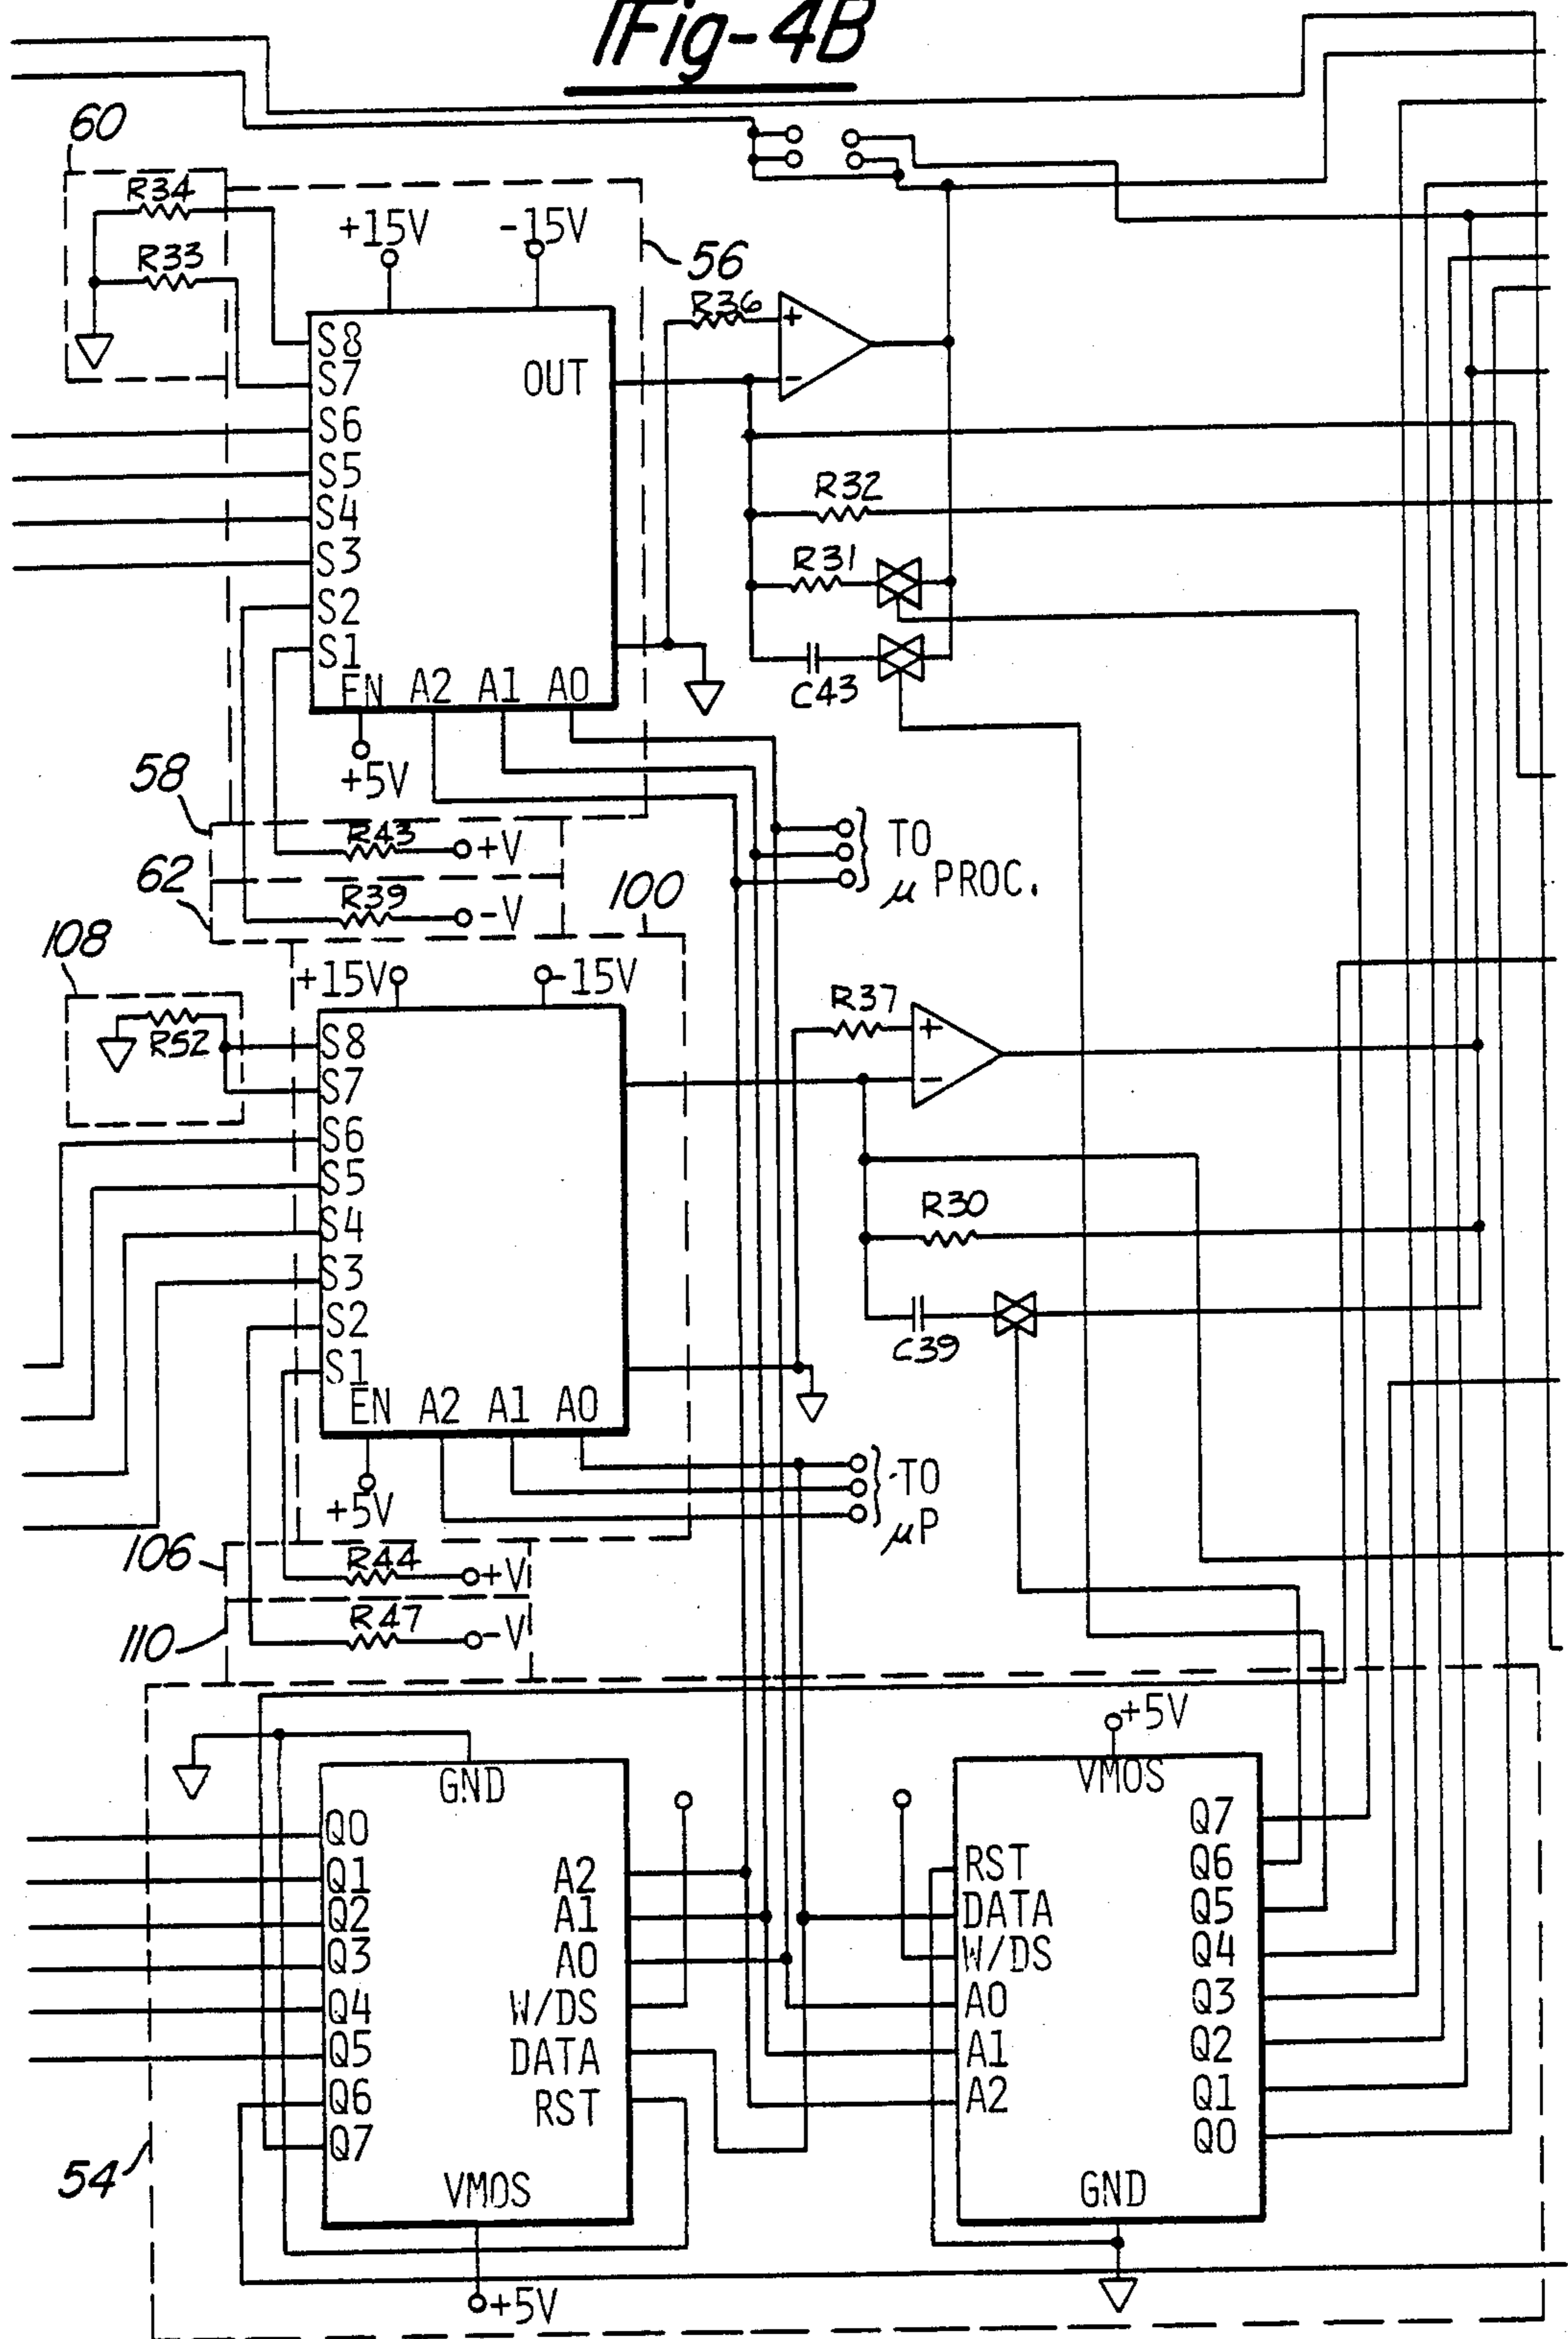 Fig-4B
60
R34
R33
+15V
-15V
56
R36
+
-
S8
S7
S6
S5
S4
S3
S2
S1
OUT
EN A2 A1 A0
+5V
R32
R31
C43
58
R43
+V
62
R39
-V
TO
μ PROC.
100
108
R52
+15V
-15V
S8
S7
S6
S5
S4
S3
S2
S1
EN A2 A1 A0
+5V
R37
+
-
R30
C39
TO
μP
106
R44
+V
110
R47
-V
54
GND
Q0
Q1
Q2
Q3
Q4
Q5
Q6
Q7
A2
A1
A0
W/DS
DATA
RST
VMOS
+5V
+5V
VMOS
RST
DATA
W/DS
A0
A1
A2
Q7
Q6
Q5
Q4
Q3
Q2
Q1
Q0
GND